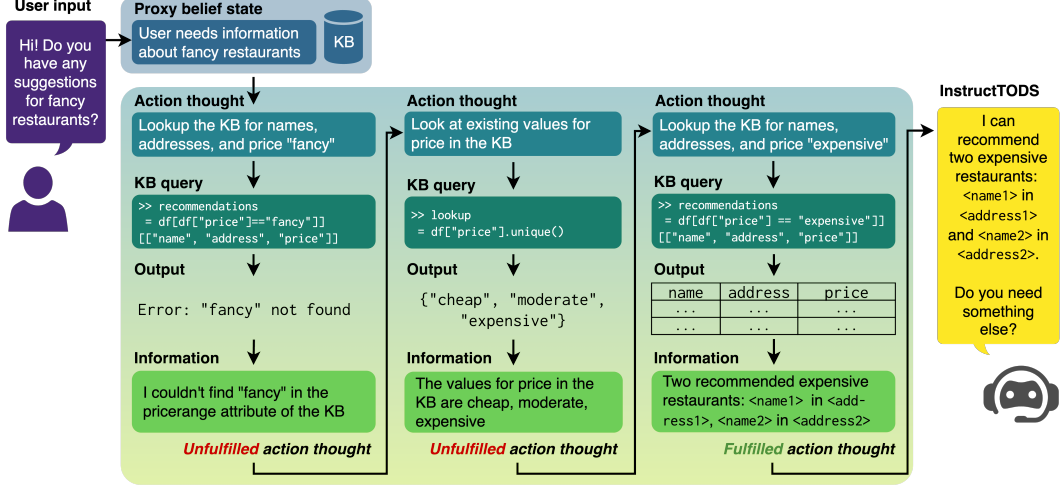 User input
Hi! Do you
have any
suggestions
for fancy
restaurants?
Proxy belief state
User needs information
about fancy restaurants
KB
Action thought
Lookup the KB for names,
addresses, and price "fancy"
KB query
>> recommendations
= df[df["price"]=="fancy"]]
[["name", "address", "price"]]
Output
Error: "fancy" not found
Information
I couldn't find "fancy" in the
pricerange attribute of the KB
Unfulfilled action thought
Action thought
Look at existing values for
price in the KB
KB query
>> lookup
= df["price"].unique()
Output
{"cheap", "moderate",
"expensive"}
Information
The values for price in the
KB are cheap, moderate,
expensive
Unfulfilled action thought
Action thought
Lookup the KB for names,
addresses, and price "expensive"
KB query
>> recommendations
= df[df["price"] == "expensive"]]
[["name", "address", "price"]]
Output
name address price
... ... ...
... ... ...
Information
Two recommended expensive
restaurants: <name1> in <add-
ress1>, <name2> in <address2>
Fulfilled action thought
InstructTODS
I can
recommend
two expensive
restaurants:
<name1> in
<address1>
and <name2> in
<address2>.
Do you need
something
else?